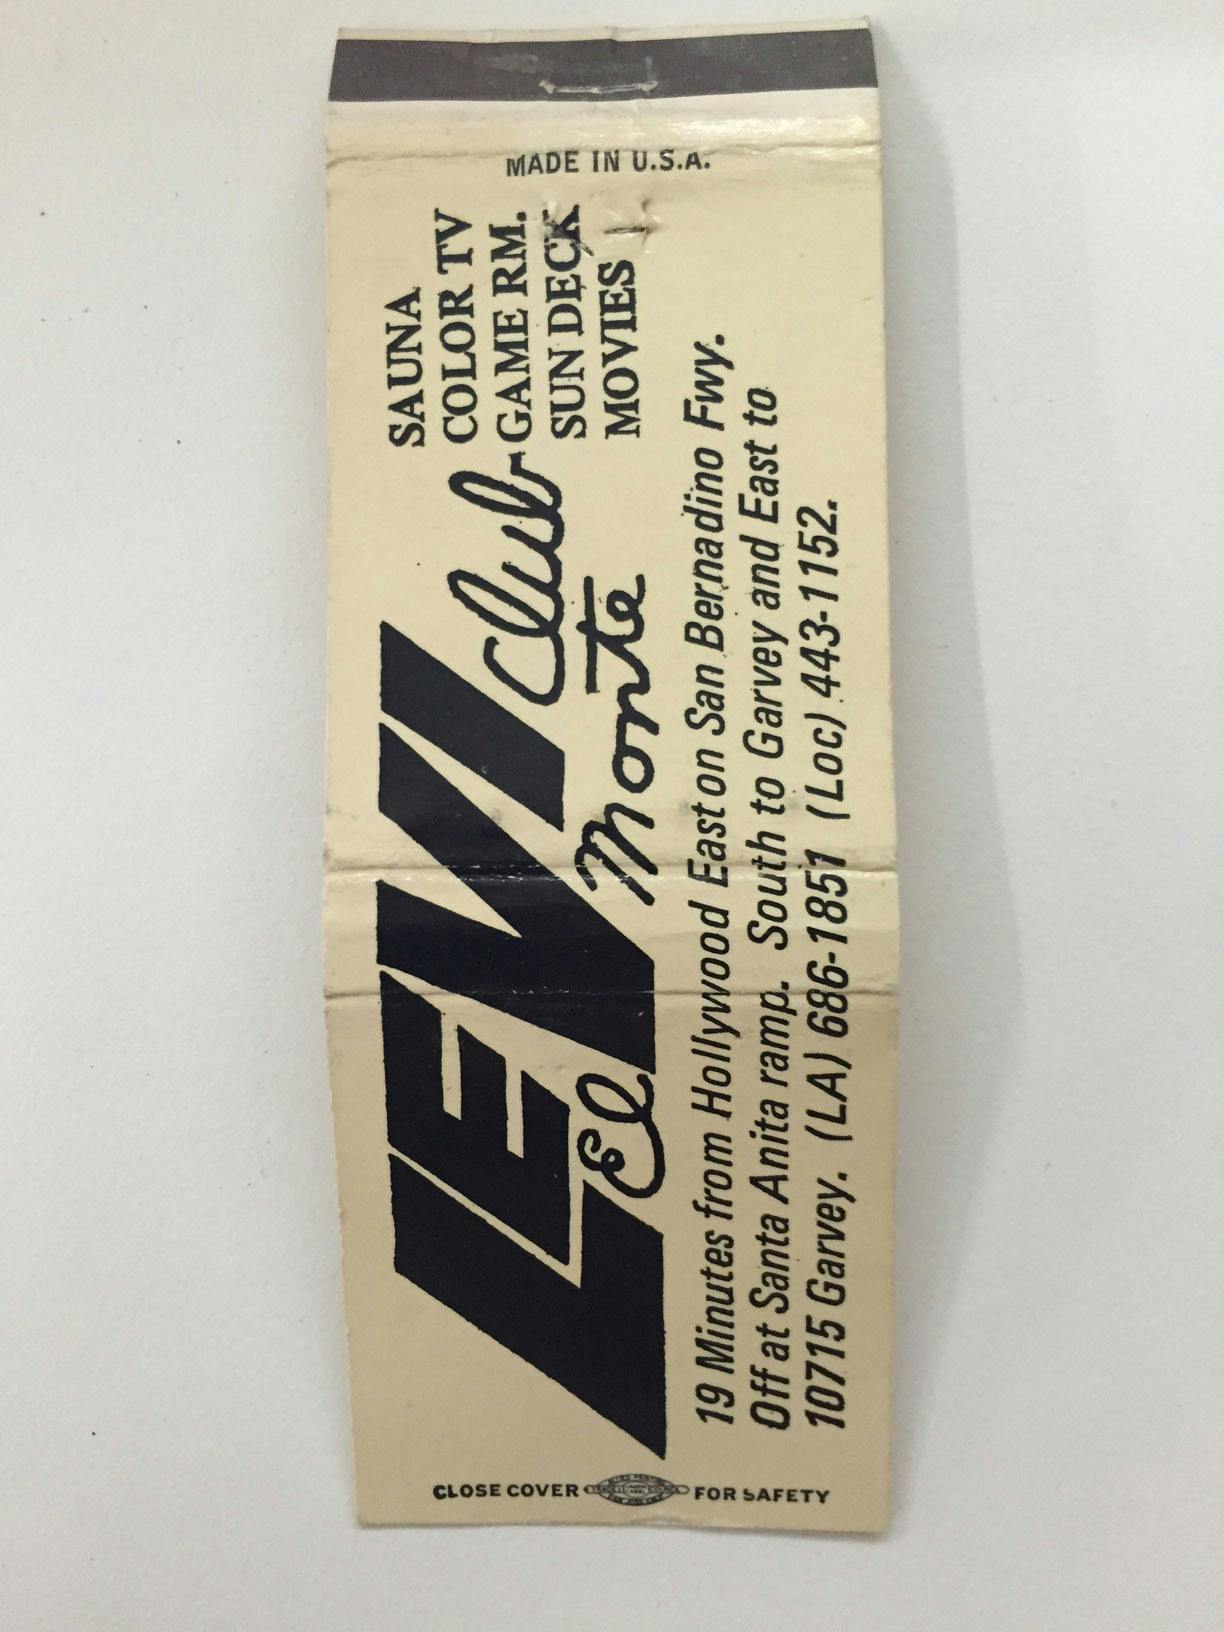 MADE IN U.S.A.
SAUNA
COLOR TV
GAME RM.
SUN DECK
MOVIES
LEVI Club
El Monte
19 Minutes from Hollywood East on San Bernadino Fwy.
Off at Santa Anita ramp. South to Garvey and East to
10715 Garvey. (LA) 686-1851 (Loc) 443-1152.
CLOSE COVER FOR SAFETY